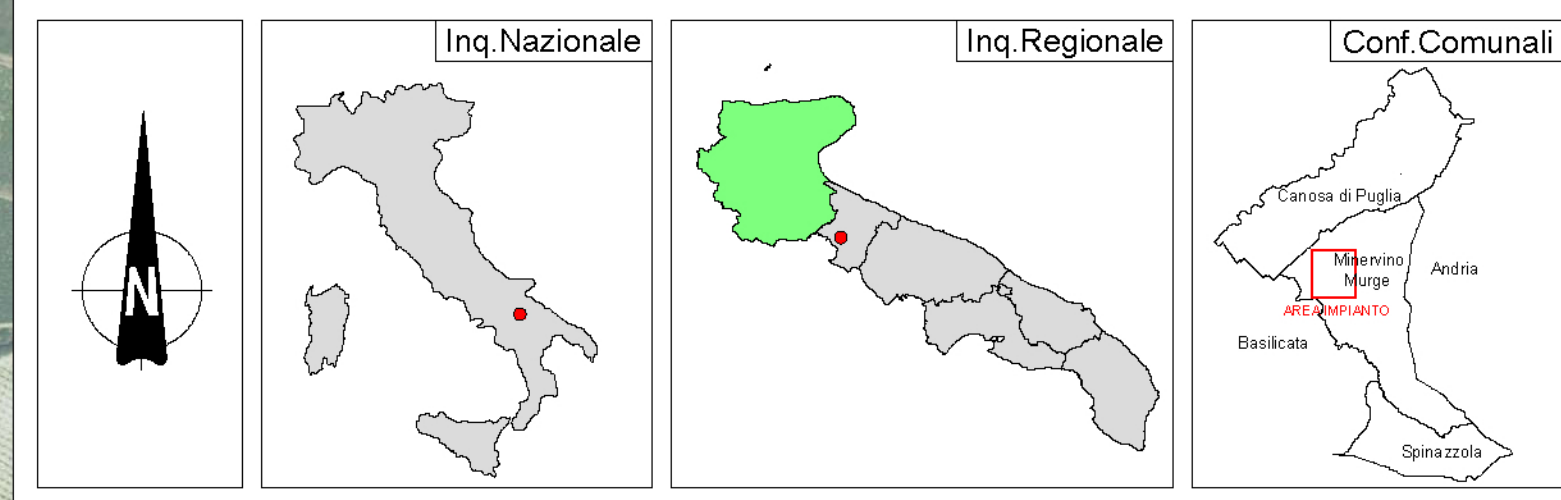 N
Inq.Nazionale
Inq.Regionale
Conf.Comunali
Canosa di Puglia
Minervino
Murge
Andria
AREA IMPIANTO
Basilicata
Spinazzola